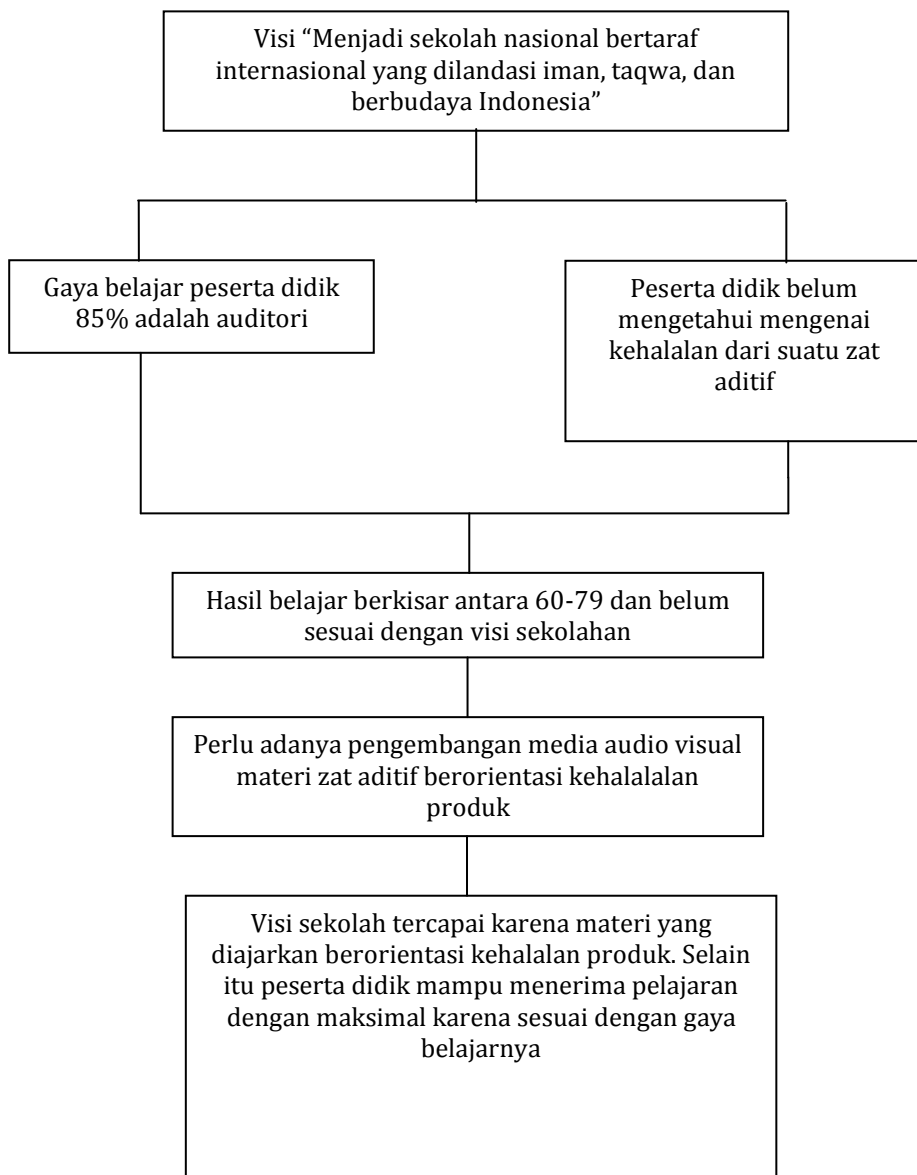 Visi “Menjadi sekolah nasional bertaraf
internasional yang dilandasi iman, taqwa, dan
berbudaya Indonesia”
Gaya belajar peserta didik
85% adalah auditori
Peserta didik belum
mengetahui mengenai
kehalalan dari suatu zat
aditif
Hasil belajar berkisar antara 60-79 dan belum
sesuai dengan visi sekolahan
Perlu adanya pengembangan media audio visual
materi zat aditif berorientasi kehalalalan
produk
Visi sekolah tercapai karena materi yang
diajarkan berorientasi kehalalan produk. Selain
itu peserta didik mampu menerima pelajaran
dengan maksimal karena sesuai dengan gaya
belajarnya